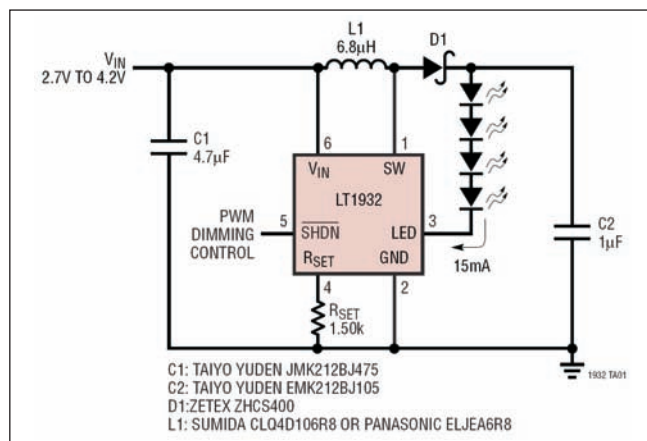 L1
6.8µH
D1
VIN
2.7V TO 4.2V
C1
4.7µF
6
1
VIN
SW
LT1932
PWM
DIMMING
CONTROL
5
SHDN
LED
3
RSET
GND
15mA
C2
1µF
4
2
RSET
1.50k
1932 TA01
C1: TAIYO YUDEN JMK212BJ475
C2: TAIYO YUDEN EMK212BJ105
D1:ZETEX ZHCS400
L1: SUMIDA CLQ4D106R8 OR PANASONIC ELJEA6R8